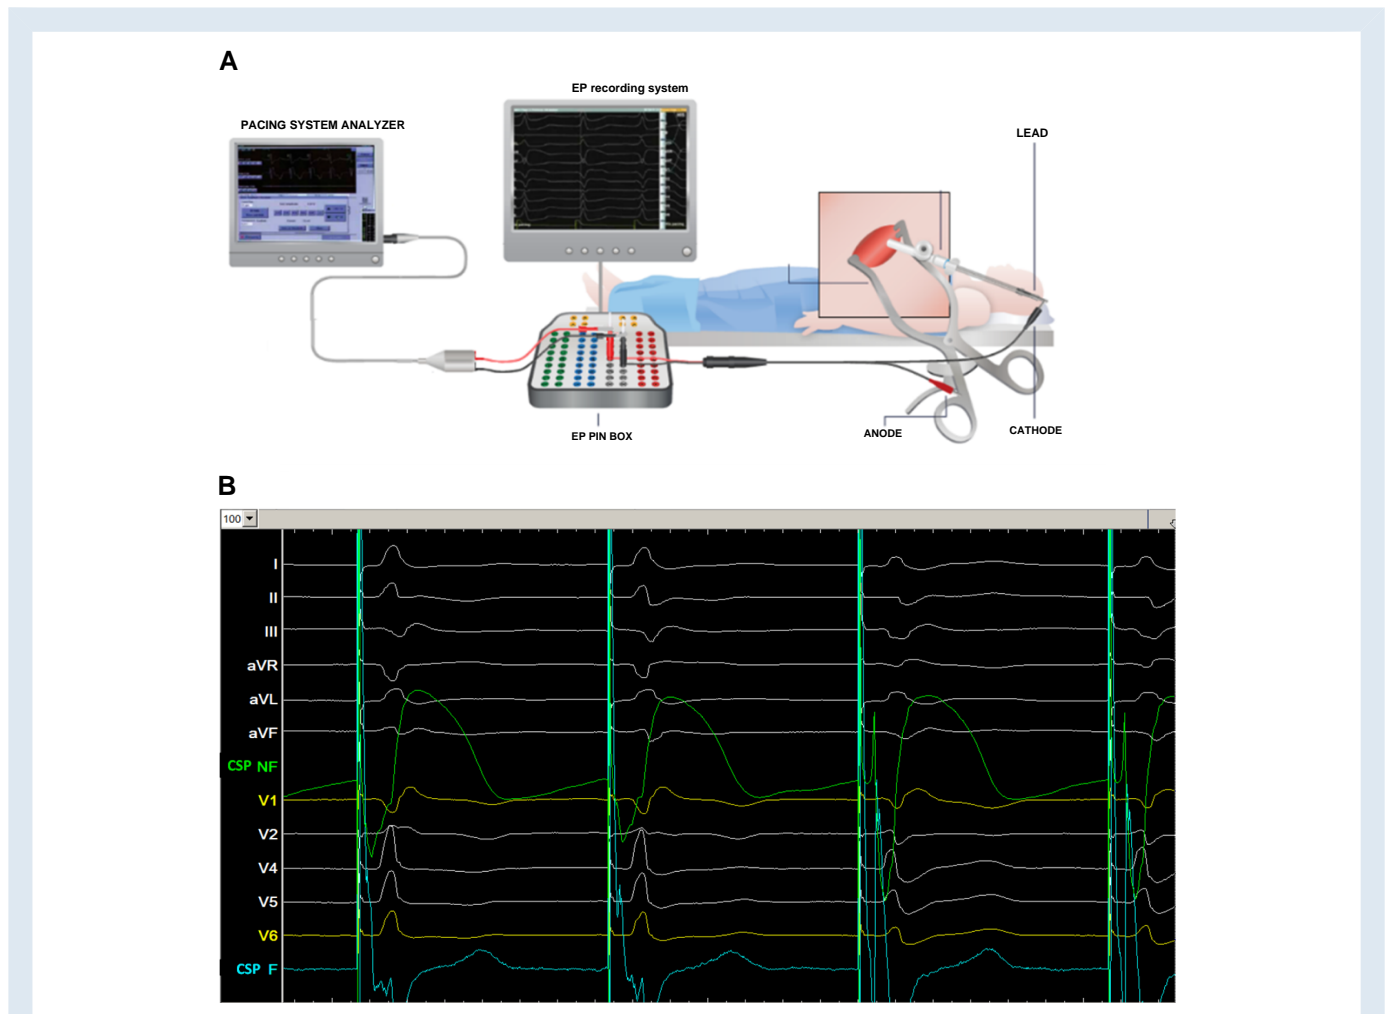 A
EP recording system
PACING SYSTEM ANALYZER
LEAD
EP PIN BOX
ANODE
CATHODE
B
100
I
II
III
aVR
aVL
aVF
CSP NF
V1
V2
V4
V5
V6
CSP F